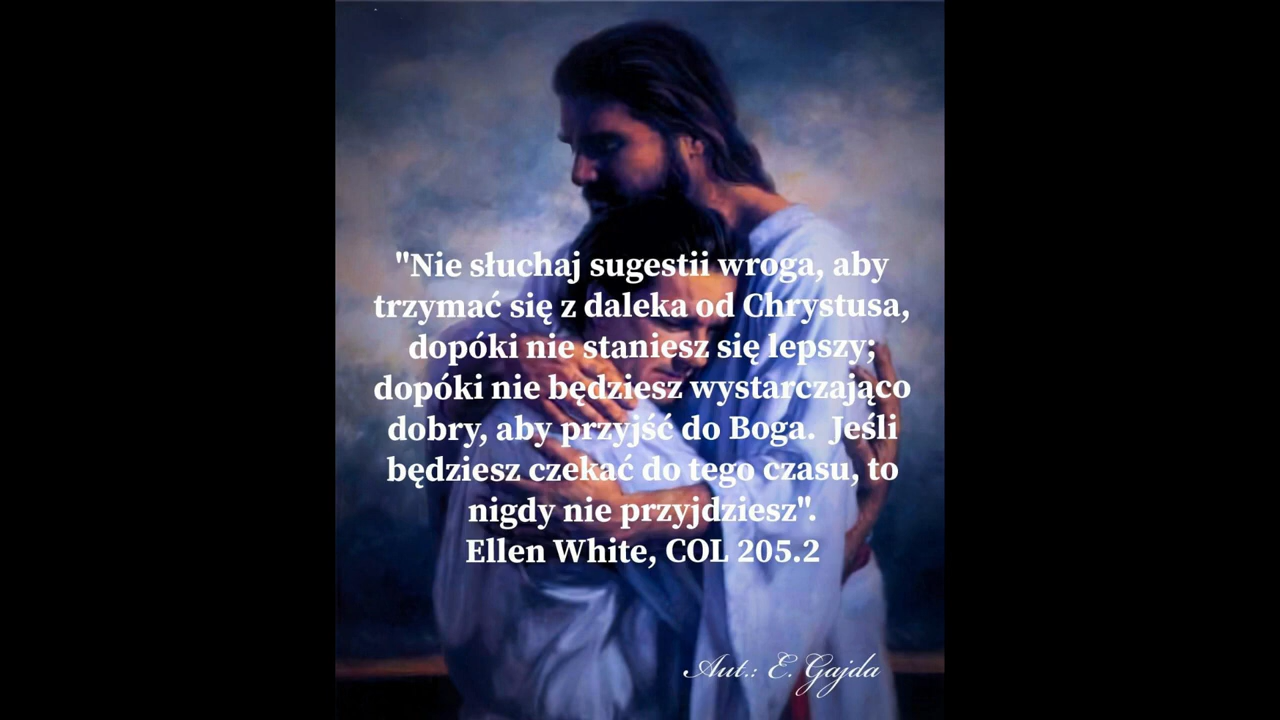 "Nie słuchaj sugestii wroga, aby
trzymać się z daleka od Chrystusa,
dopóki nie staniesz się lepszy;
dopóki nie będziesz wystarczająco
dobry, aby przyjść do Boga.  Jeśli
będziesz czekać do tego czasu, to
nigdy nie przyjdziesz".
Ellen White, COL 205.2
Aut.: E. Gajda